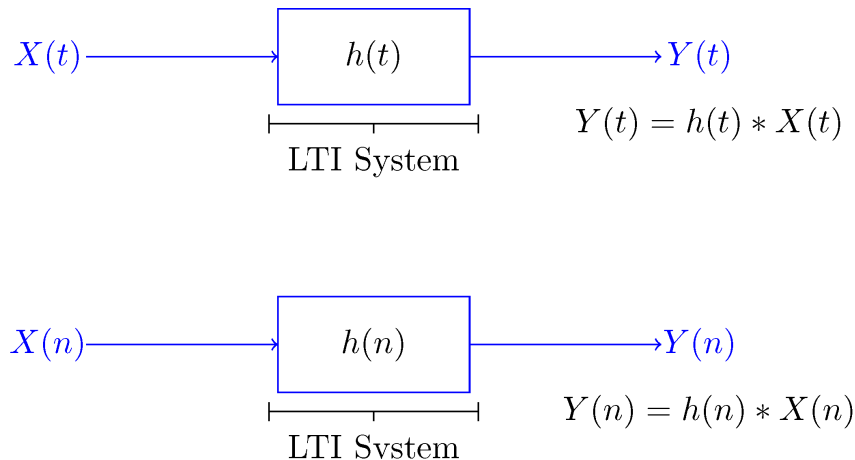 X(t) h(t) Y(t)
Y(t) = h(t) ∗ X(t)
LTI System
X(n) h(n) Y(n)
Y(n) = h(n) ∗ X(n)
LTI System